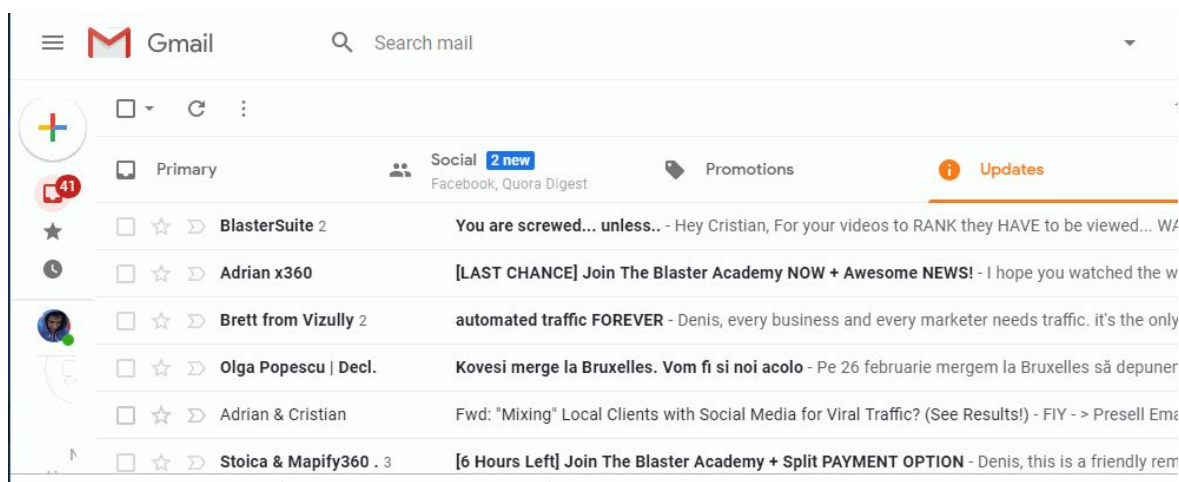 Gmail
Search mail
Primary
Social 2 new
Facebook, Quora Digest
Promotions
Updates
41
BlasterSuite 2 You are screwed... unless.. - Hey Cristian, For your videos to RANK they HAVE to be viewed...
Adrian x360 [LAST CHANCE] Join The Blaster Academy NOW + Awesome NEWS! - I hope you watched the
Brett from Vizully 2 automated traffic FOREVER - Denis, every business and every marketer needs traffic. it's the only
Olga Popescu | Decl. Kovesi merge la Bruxelles. Vom fi si noi acolo - Pe 26 februarie mergem la Bruxelles să
Adrian & Cristian Fwd: "Mixing" Local Clients with Social Media for Viral Traffic? (See Results!) - FIY - > Presell
Stoica & Mapify360 . 3 [6 Hours Left] Join The Blaster Academy + Split PAYMENT OPTION - Denis, this is a friendly